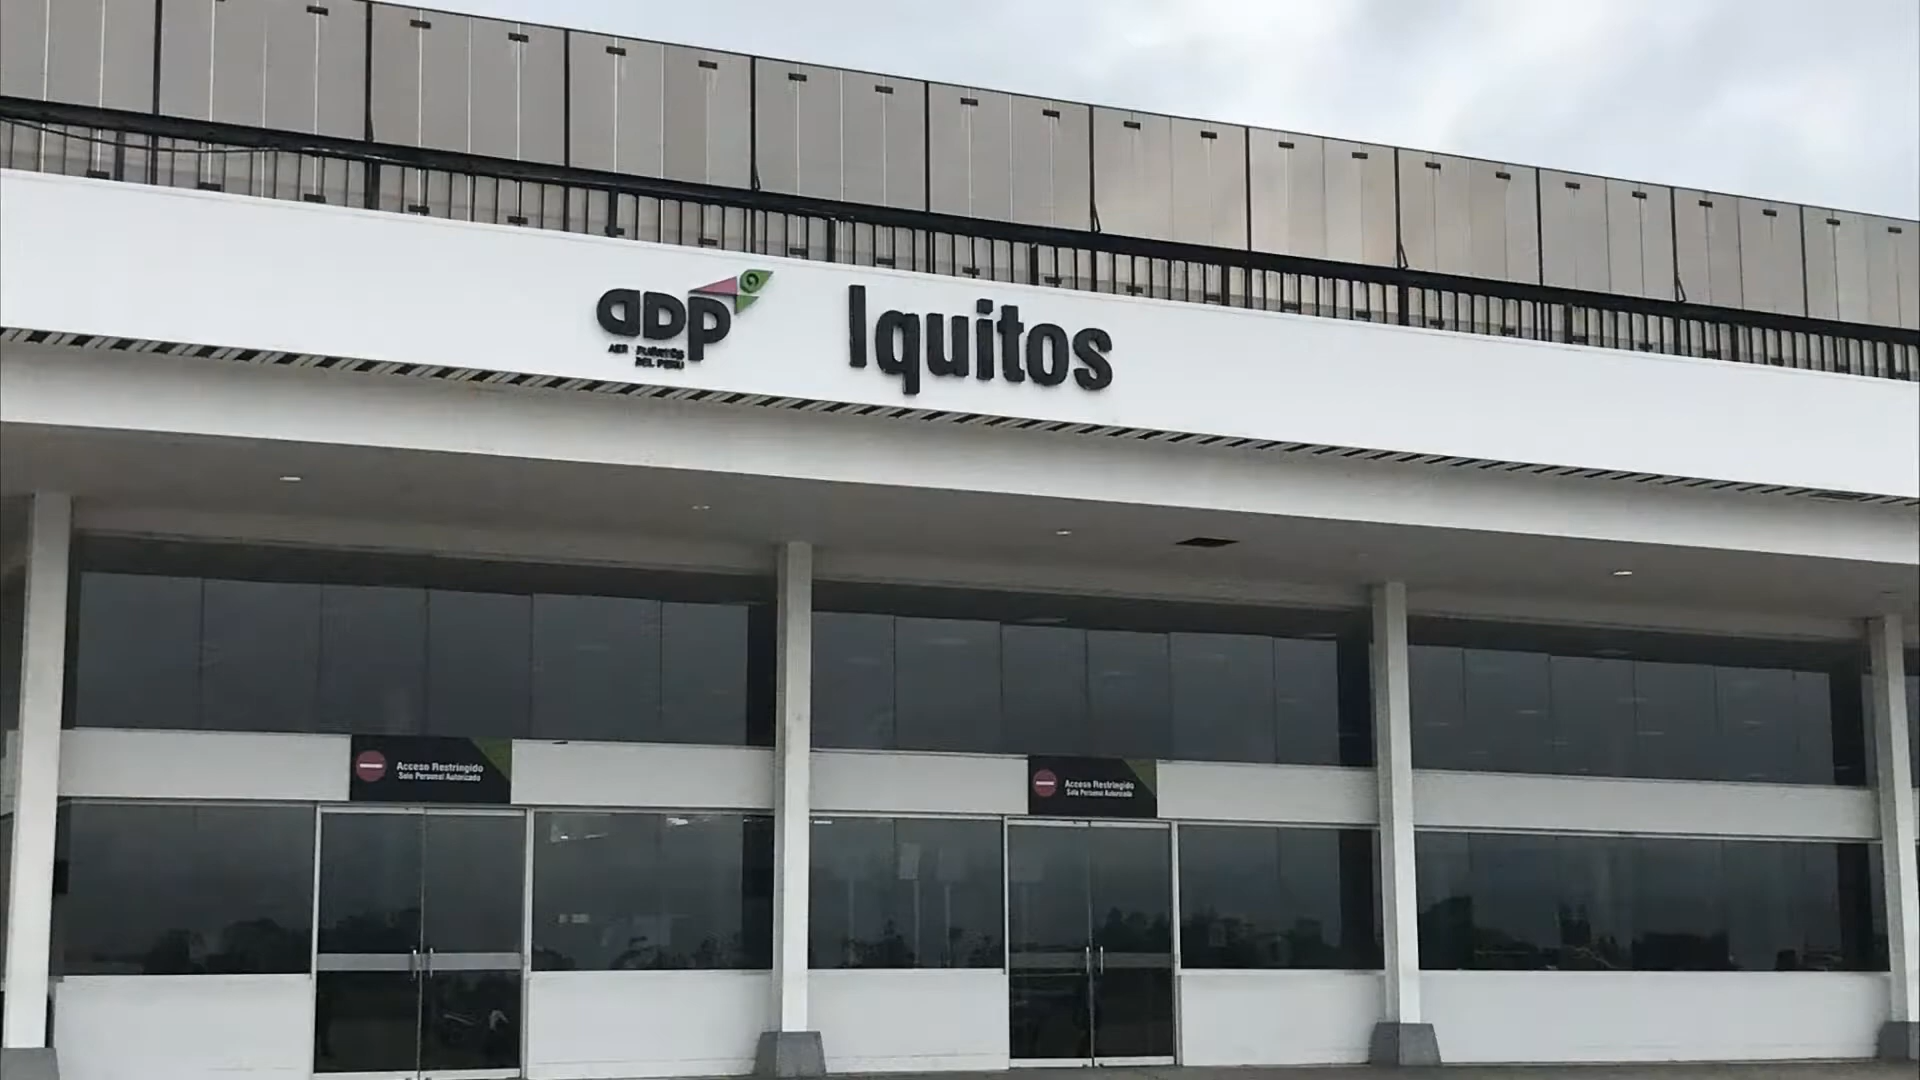 adp
AER PUERTOS
DEL PERU
Iquitos
Acceso Restringido
Solo Personal Autorizado
Acceso Restringido
Solo Personal Autorizado